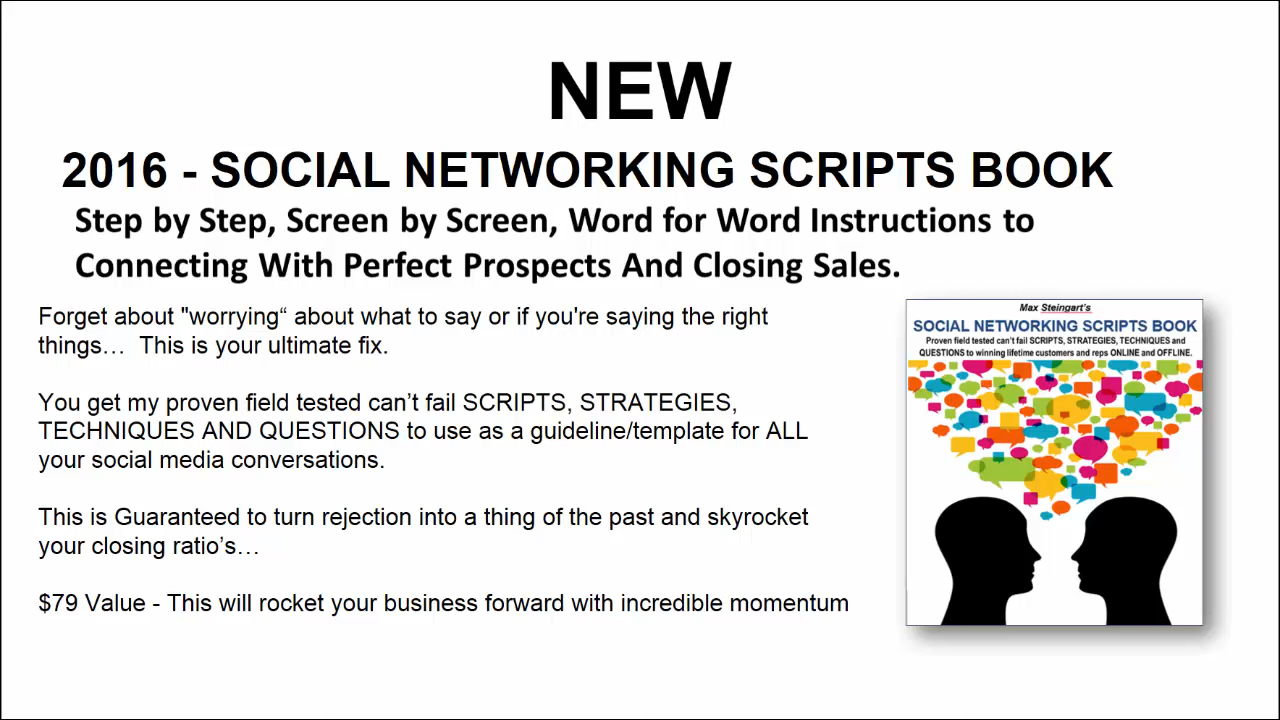 NEW
2016 - SOCIAL NETWORKING SCRIPTS BOOK
Step by Step, Screen by Screen, Word for Word Instructions to
Connecting With Perfect Prospects And Closing Sales.
Forget about "worrying“ about what to say or if you're saying the right
things…  This is your ultimate fix.
You get my proven field tested can’t fail SCRIPTS, STRATEGIES,
TECHNIQUES AND QUESTIONS to use as a guideline/template for ALL
your social media conversations.
This is Guaranteed to turn rejection into a thing of the past and skyrocket
your closing ratio’s…
$79 Value - This will rocket your business forward with incredible momentum
Max Steingart's
SOCIAL NETWORKING SCRIPTS BOOK
Proven field tested can’t fail SCRIPTS, STRATEGIES, TECHNIQUES and
QUESTIONS to winning lifetime customers and reps ONLINE and OFFLINE.